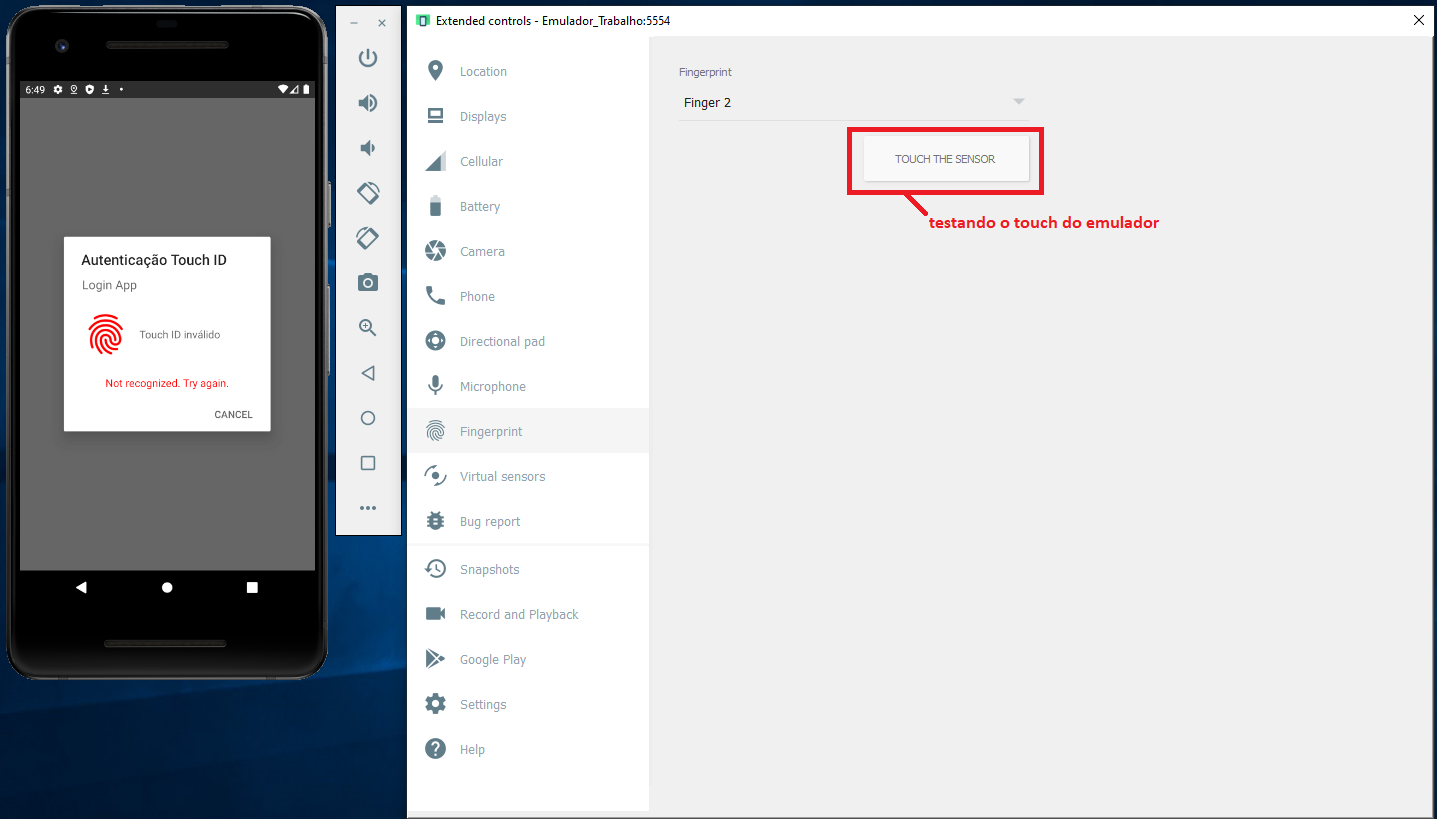 6:49
Autenticação Touch ID
Login App
Touch ID inválido
Not recognized. Try again.
CANCEL
Extended controls - Emulador_Trabalho:5554
Location
Displays
Cellular
Battery
Camera
Phone
Directional pad
Microphone
Fingerprint
Virtual sensors
Bug report
Snapshots
Record and Playback
Google Play
Settings
Help
Fingerprint
Finger 2
TOUCH THE SENSOR
testando o touch do emulador